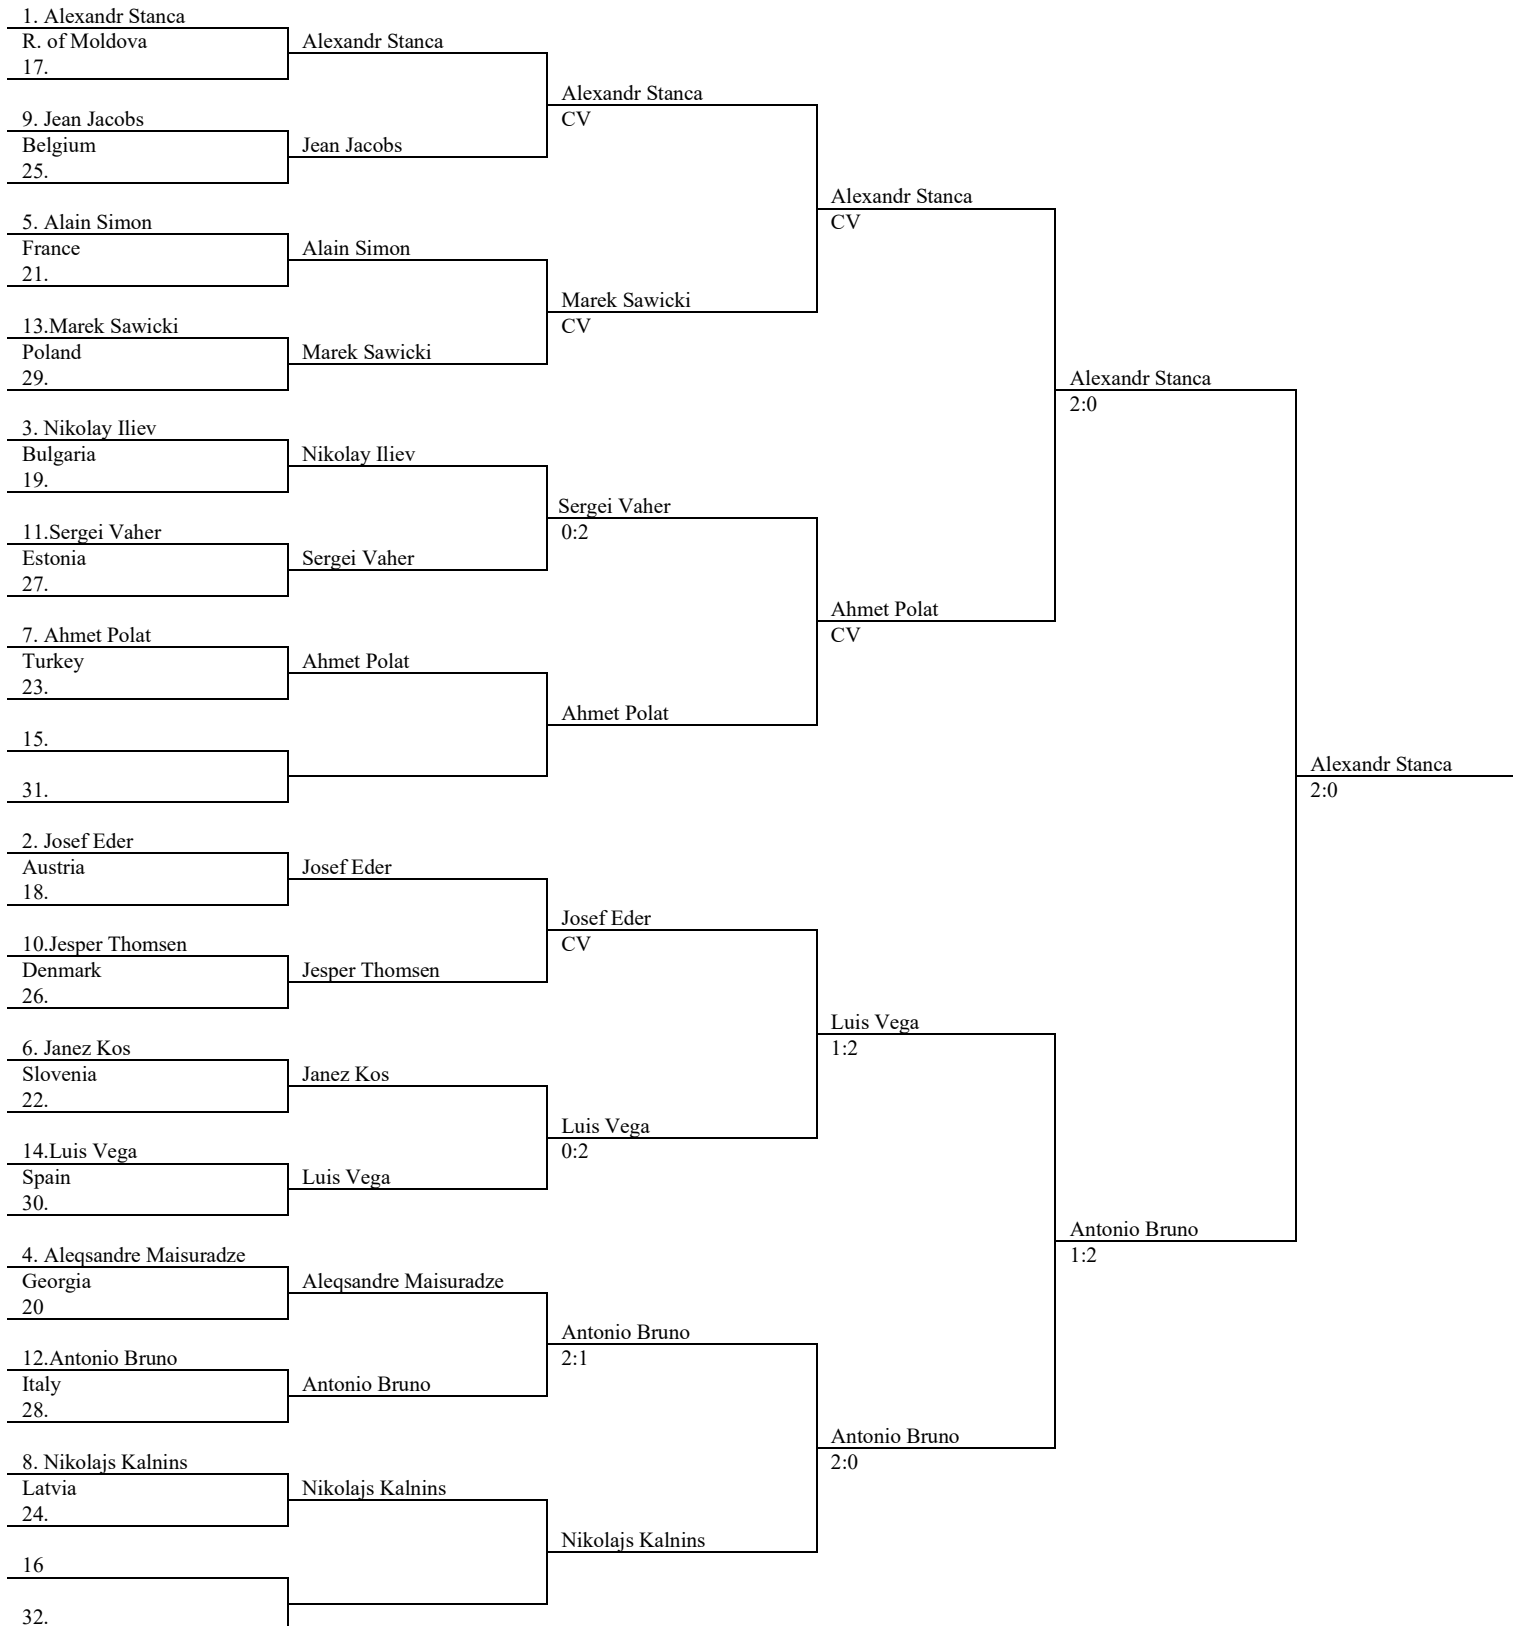 1. Alexandr Stanca
R. of Moldova
17.
Alexandr Stanca
Alexandr Stanca
CV
9. Jean Jacobs
Belgium
25.
Jean Jacobs
Alexandr Stanca
CV
5. Alain Simon
France
21.
Alain Simon
Marek Sawicki
CV
13.Marek Sawicki
Poland
29.
Marek Sawicki
Alexandr Stanca
2:0
3. Nikolay Iliev
Bulgaria
19.
Nikolay Iliev
Sergei Vaher
0:2
11.Sergei Vaher
Estonia
27.
Sergei Vaher
Ahmet Polat
CV
7. Ahmet Polat
Turkey
23.
Ahmet Polat
Ahmet Polat
15.
31.
Alexandr Stanca
2:0
2. Josef Eder
Austria
18.
Josef Eder
Josef Eder
CV
10.Jesper Thomsen
Denmark
26.
Jesper Thomsen
Luis Vega
1:2
6. Janez Kos
Slovenia
22.
Janez Kos
Luis Vega
0:2
14.Luis Vega
Spain
30.
Luis Vega
Antonio Bruno
1:2
4. Aleqsandre Maisuradze
Georgia
20
Aleqsandre Maisuradze
Antonio Bruno
2:1
12.Antonio Bruno
Italy
28.
Antonio Bruno
Antonio Bruno
2:0
8. Nikolajs Kalnins
Latvia
24.
Nikolajs Kalnins
Nikolajs Kalnins
16
32.